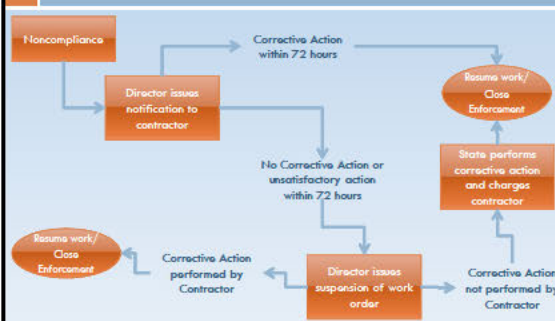 Noncompliance
Corrective Action
within 72 hours
Director issues
notification to
contractor
Resume work/
Close
Enforcement
No Corrective Action or
unsatisfactory action
within 72 hours
State performs
corrective action
and charges
contractor
Resume work/
Close
Enforcement
Corrective Action
performed by
Contractor
Director issues
suspension of work
order
Corrective Action
not performed by
Contractor